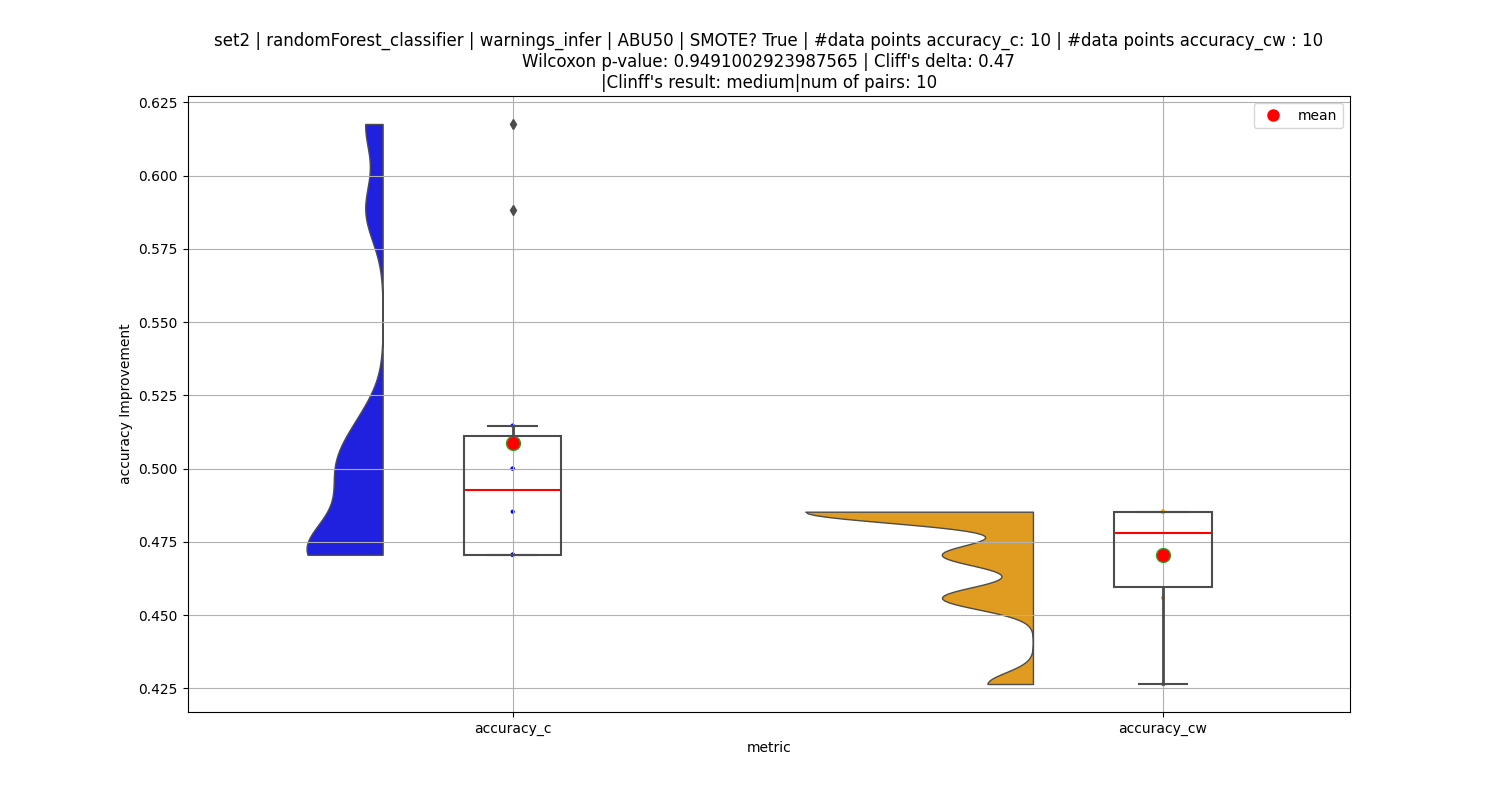 set2 | randomForest_classifier | warnings_infer | ABU50 | SMOTE? True | #data points accuracy_c: 10 | #data points accuracy_cw : 10
Wilcoxon p-value: 0.9491002923987565 | Cliff's delta: 0.47
|Clinff's result: medium|num of pairs: 10
mean
0.625
0.600
0.575
0.550
0.525
0.500
0.475
0.450
0.425
accuracy Improvement
accuracy_c
accuracy_cw
metric